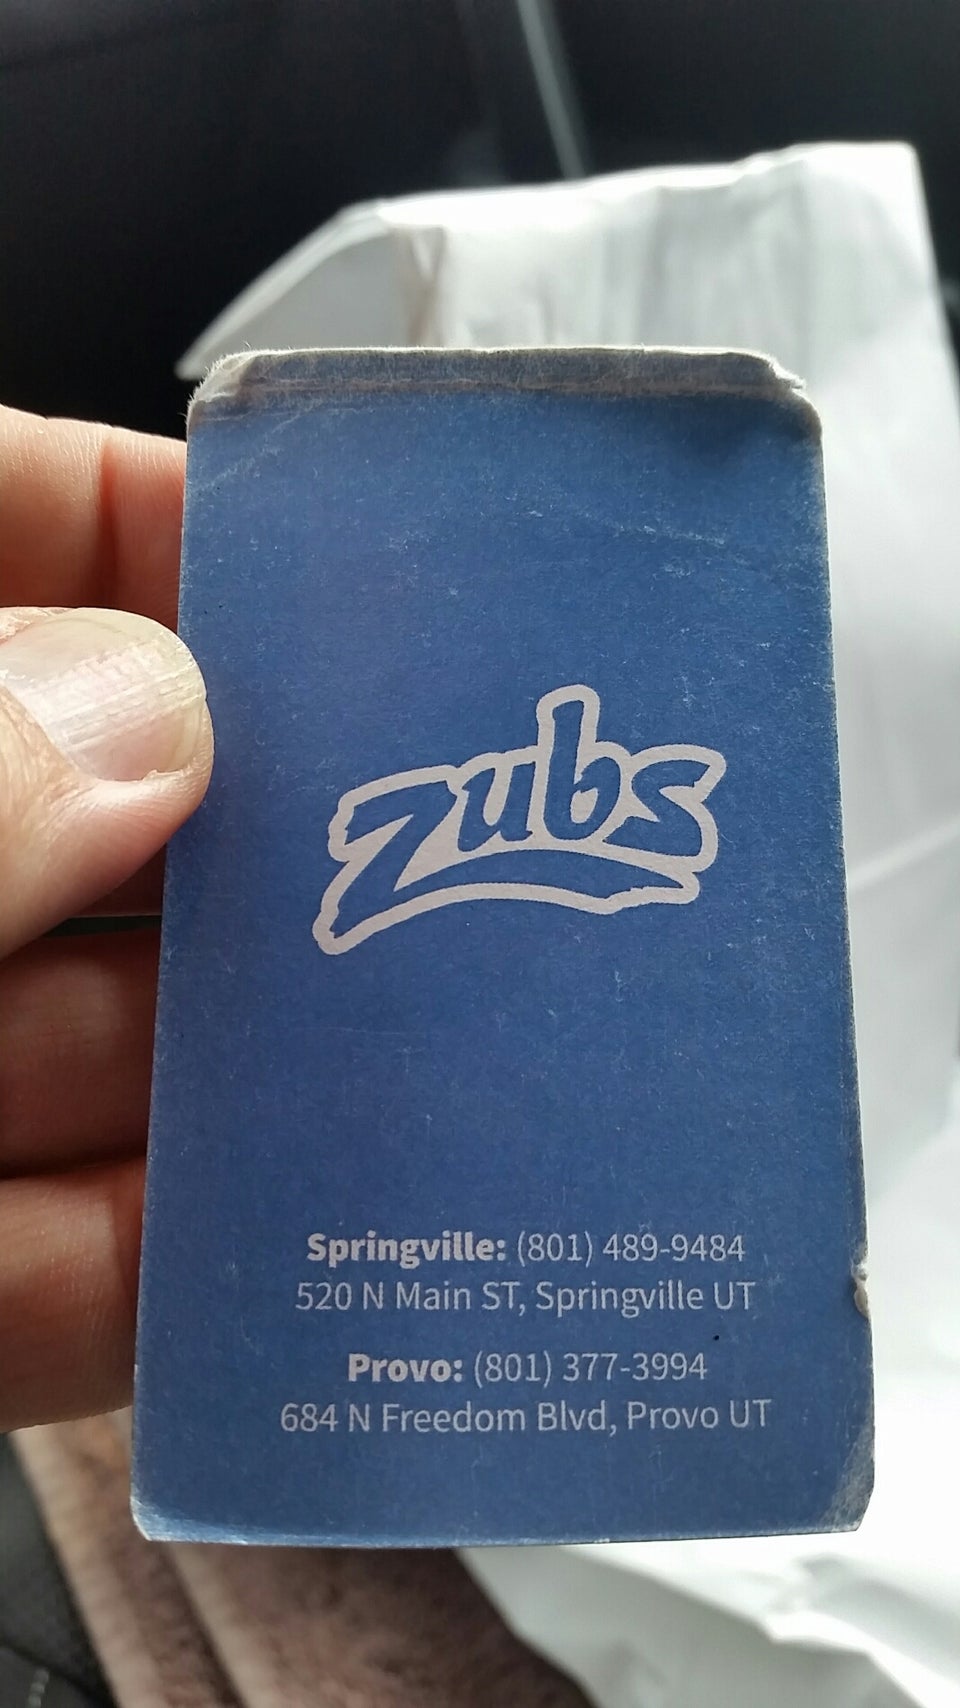 zubs
Springville: (801) 489-9484
520 N Main ST, Springville UT
Provo: (801) 377-3994
684 N Freedom Blvd, Provo UT